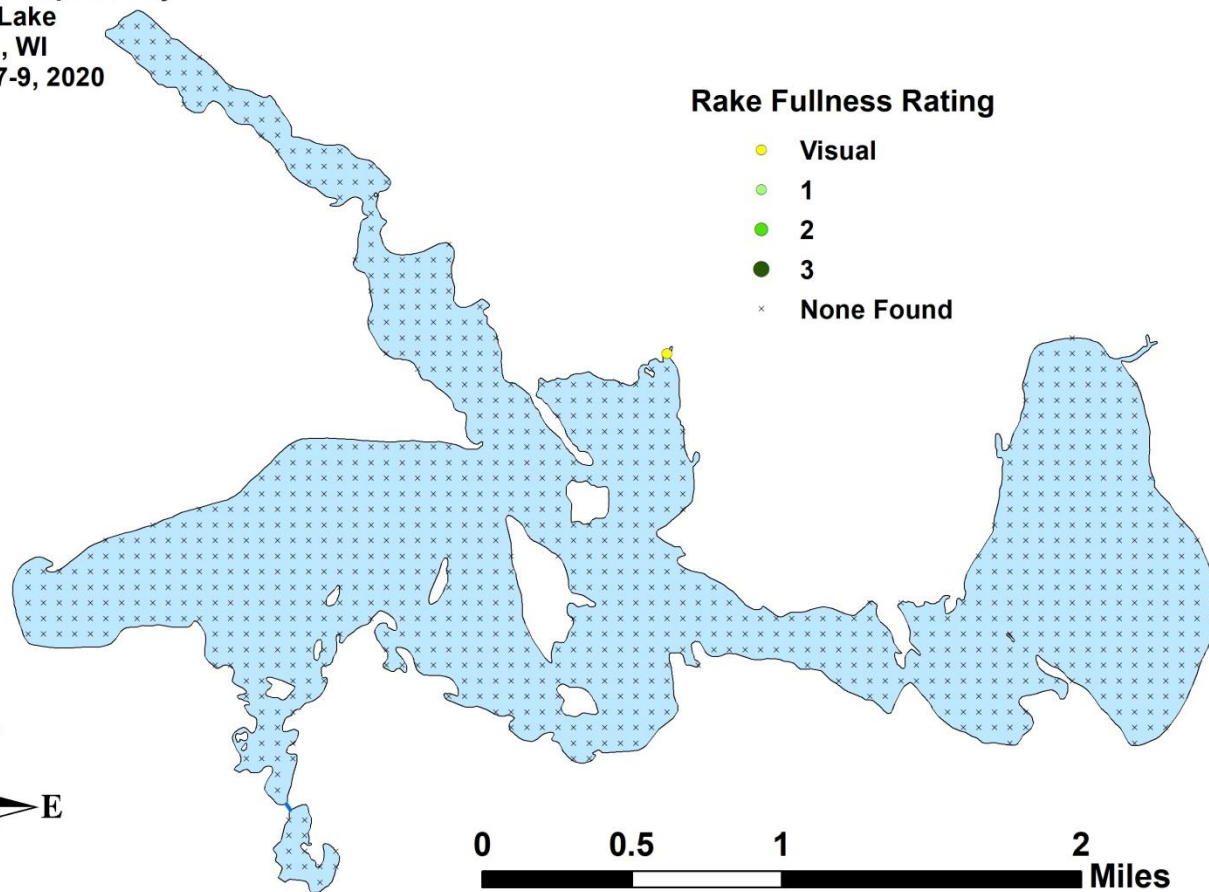 Lake
, WI
7-9, 2020
Rake Fullness Rating
Visual
1
2
3
None Found
E
0 0.5 1 2
Miles